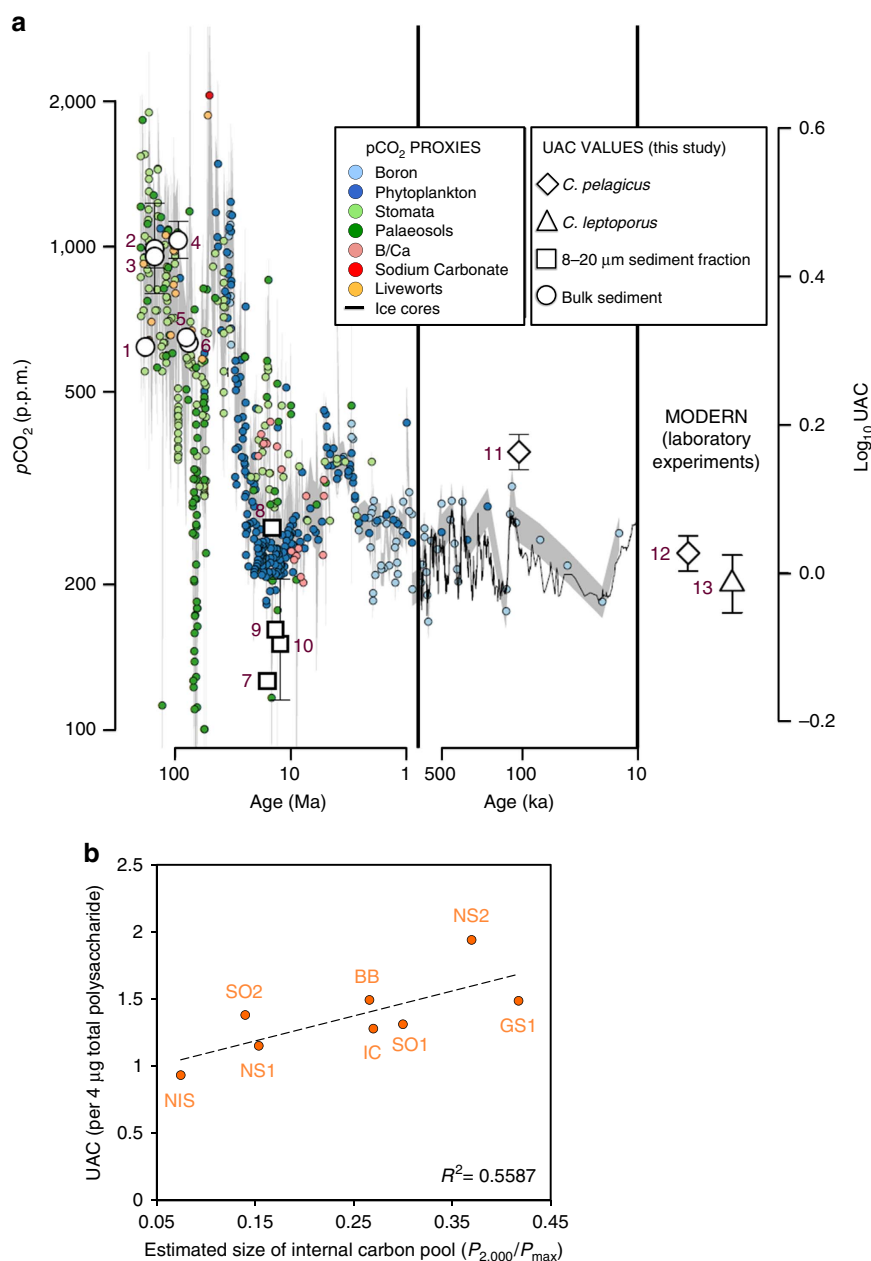 a
2,000
1,000
500
200
100
pCO2 (p.p.m.)
pCO2 PROXIES
Boron
Phytoplankton
Stomata
Palaeosols
B/Ca
Sodium Carbonate
Liveworts
Ice cores
UAC VALUES (this study)
C. pelagicus
C. leptoporus
8–20 μm sediment fraction
Bulk sediment
0.6
0.4
0.2
0.0
–0.2
Log10 UAC
2
3
4
1
5
6
8
9
10
7
11
12
13
MODERN
(laboratory
experiments)
100
10
1
Age (Ma)
500
100
10
Age (ka)
b
2.5
2
1.5
1
0.5
0
UAC (per 4 μg total polysaccharide)
NS2
BB
SO2
GS1
IC
SO1
NS1
NIS
R2= 0.5587
0.05
0.15
0.25
0.35
0.45
Estimated size of internal carbon pool (P2,000/Pmax)